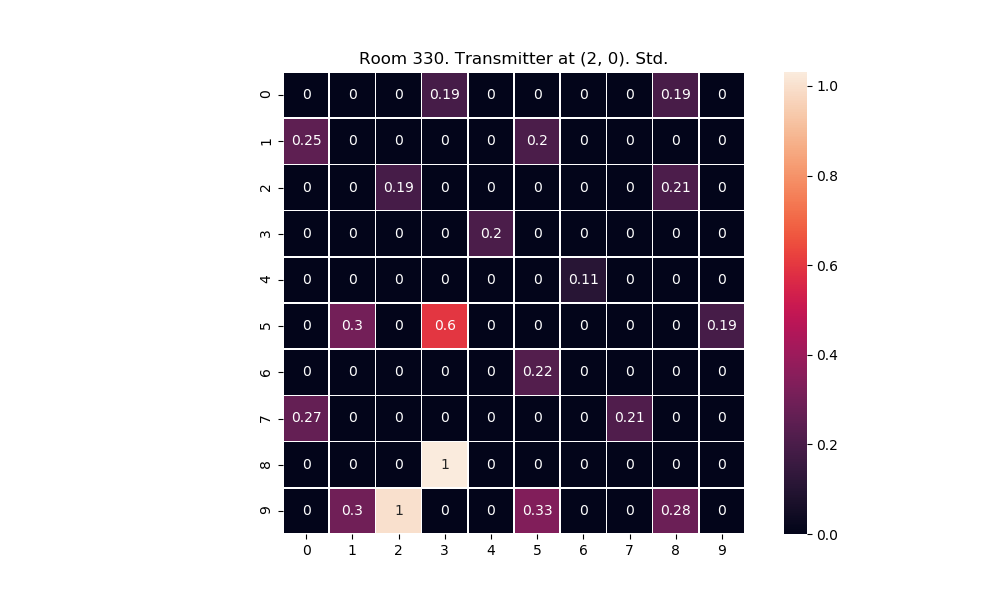 Room 330. Transmitter at (2, 0). Std.
0 0 0 0 0.19 0 0 0 0 0.19 0
1 0.25 0 0 0 0 0.2 0 0 0 0
2 0 0 0.19 0 0 0 0 0 0.21 0
3 0 0 0 0 0.2 0 0 0 0 0
4 0 0 0 0 0 0 0.11 0 0 0
5 0 0.3 0 0.6 0 0 0 0 0 0.19
6 0 0 0 0 0 0.22 0 0 0 0
7 0.27 0 0 0 0 0 0 0.21 0 0
8 0 0 0 1 0 0 0 0 0 0
9 0 0.3 1 0 0 0.33 0 0 0.28 0
0 1 2 3 4 5 6 7 8 9
1.0
0.8
0.6
0.4
0.2
0.0